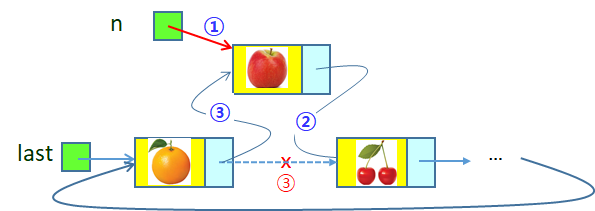 n ①
③ ②
last x ...
③